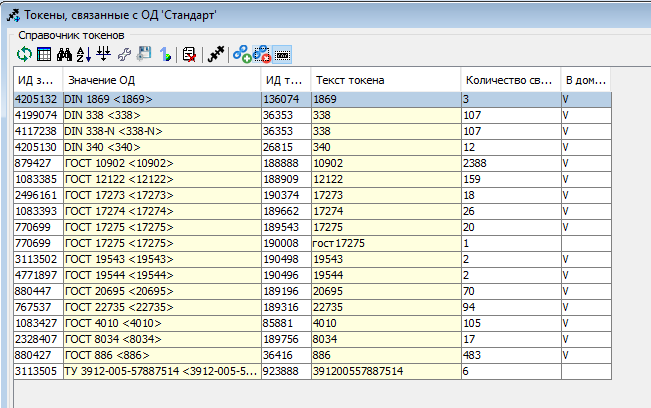 Токены, связанные с ОД 'Стандарт'
Справочник токенов
ИД з... Значение ОД ИД т... Текст токена Количество св... В дом...
4205132 DIN 1869 <1869> 136074 1869 3 V
4199074 DIN 338 <338> 36353 338 107 V
4117238 DIN 338-N <338-N> 36353 338 107 V
4205130 DIN 340 <340> 26815 340 12 V
879427 ГОСТ 10902 <10902> 188888 10902 2388 V
1083385 ГОСТ 12122 <12122> 188909 12122 159 V
2496161 ГОСТ 17273 <17273> 190374 17273 18 V
1083393 ГОСТ 17274 <17274> 189662 17274 26 V
770699 ГОСТ 17275 <17275> 189543 17275 20 V
770699 ГОСТ 17275 <17275> 190008 гост17275 1
3113502 ГОСТ 19543 <19543> 190498 19543 2 V
4771897 ГОСТ 19544 <19544> 190496 19544 2 V
880447 ГОСТ 20695 <20695> 189196 20695 70 V
767537 ГОСТ 22735 <22735> 189316 22735 94 V
1083427 ГОСТ 4010 <4010> 85881 4010 105 V
2328407 ГОСТ 8034 <8034> 189756 8034 17 V
880427 ГОСТ 886 <886> 36416 886 483 V
3113505 ТУ 3912-005-57887514 <3912-005-5... 923888 391200557887514 6